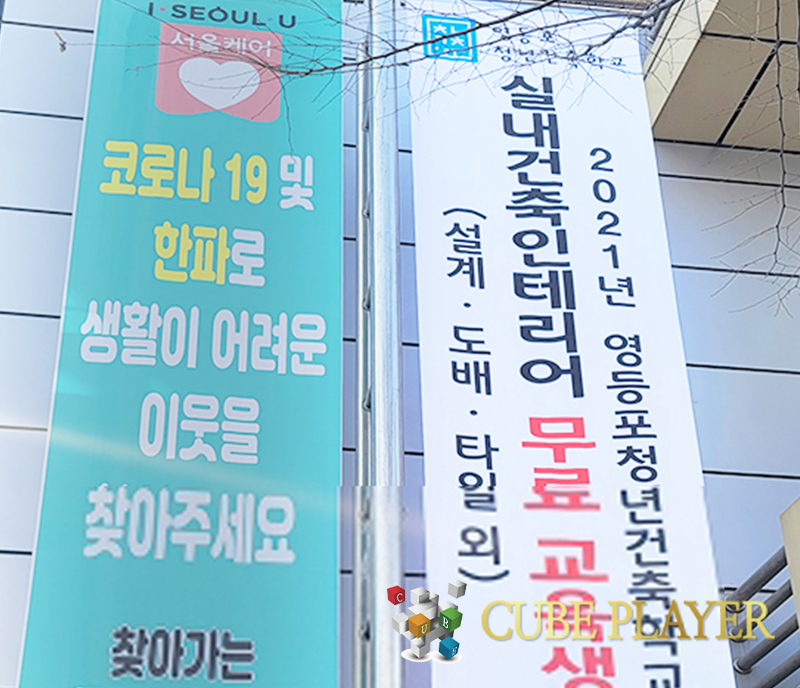 I·SEOUL·U
서울케어
코로나 19 및
한파로
생활이 어려운
이웃을
찾아주세요
찾아가는
2021년 영등포청년건축학교
실내건축인테리어 무료 교육생
(설계·도배·타일 외)
CUBE
CUBE PLAYER